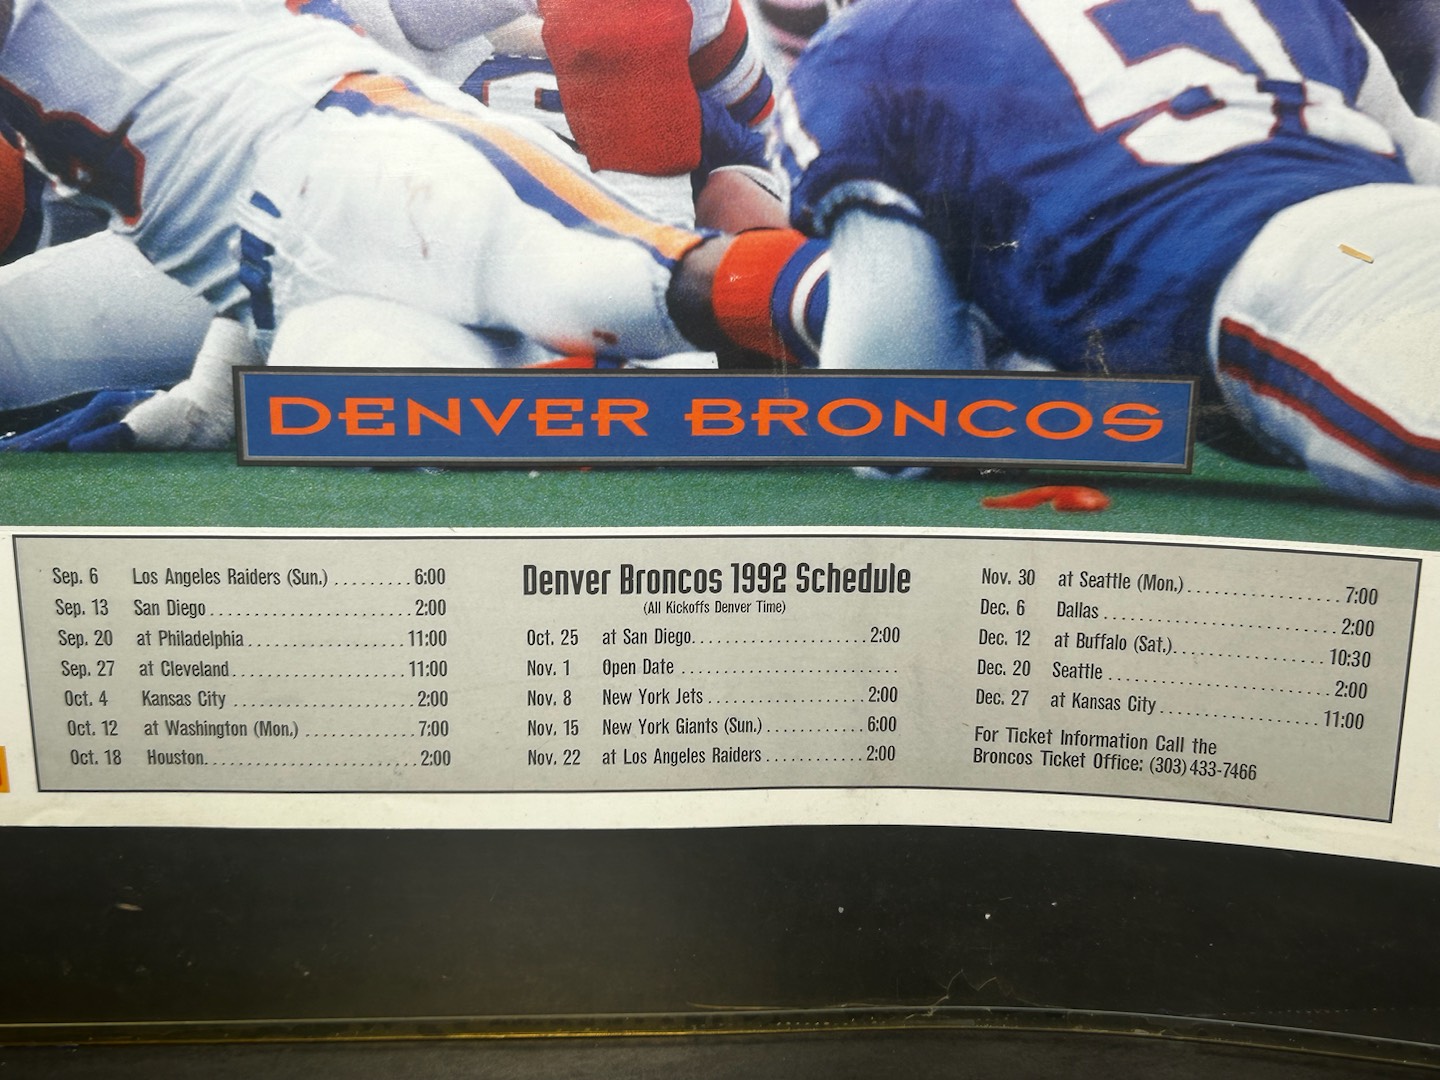 DENVER BRONCOS
Sep. 6 Los Angeles Raiders (Sun.) ......... 6:00
Sep. 13 San Diego ...................... 2:00
Sep. 20 at Philadelphia .................. 11:00
Sep. 27 at Cleveland .................... 11:00
Oct. 4 Kansas City .................... 2:00
Oct. 12 at Washington (Mon.) ............. 7:00
Oct. 18 Houston......................... 2:00
Denver Broncos 1992 Schedule
(All Kickoffs Denver Time)
Oct. 25 at San Diego.................... 2:00
Nov. 1 Open Date .........................
Nov. 8 New York Jets .................. 2:00
Nov. 15 New York Giants (Sun.) ........... 6:00
Nov. 22 at Los Angeles Raiders ........... 2:00
Nov. 30 at Seattle (Mon.) ................. 7:00
Dec. 6 Dallas ........................... 2:00
Dec. 12 at Buffalo (Sat.).................. 10:30
Dec. 20 Seattle .......................... 2:00
Dec. 27 at Kansas City .................. 11:00
For Ticket Information Call the
Broncos Ticket Office: (303) 433-7466